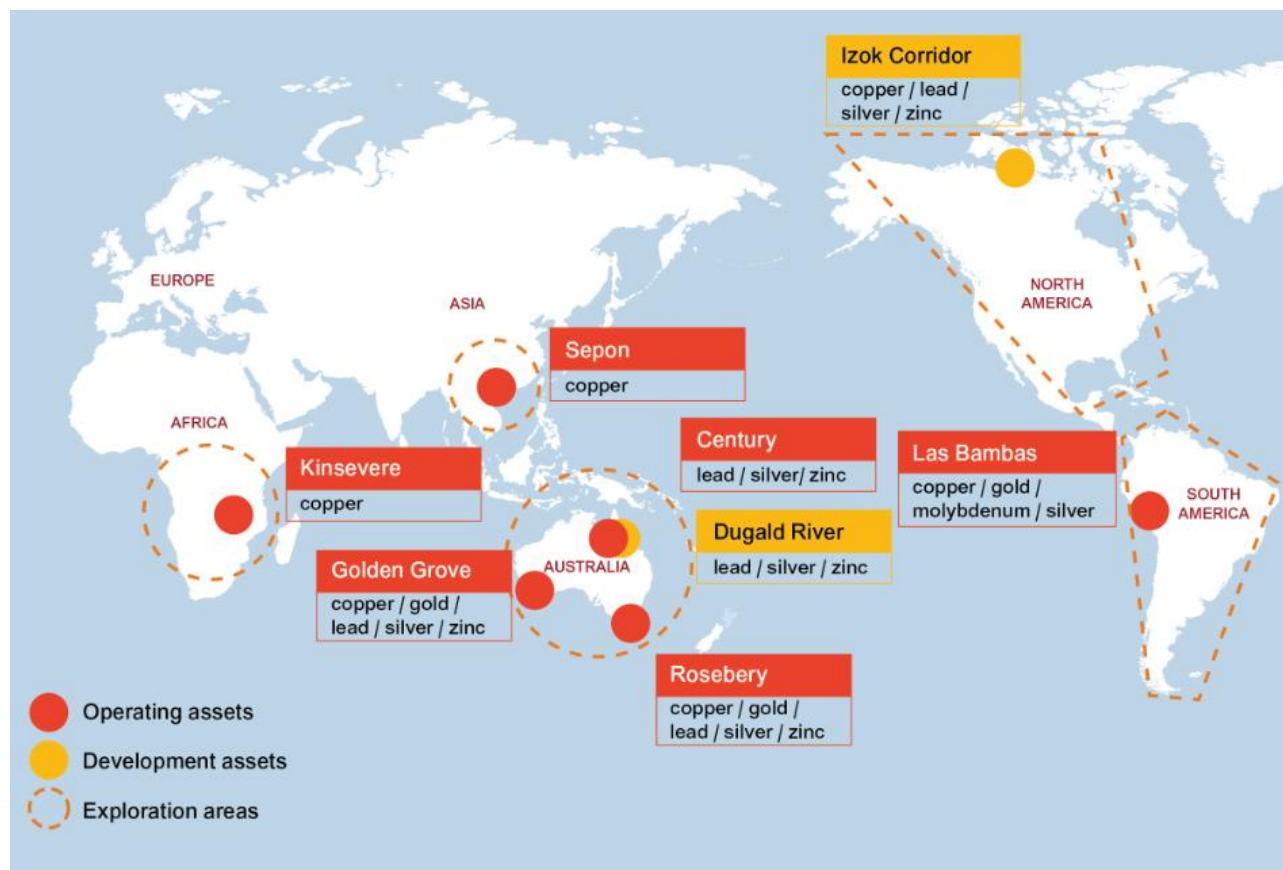 Izok Corridor
copper / lead /
silver / zinc
EUROPE
ASIA
NORTH
AMERICA
Sepon
copper
AFRICA
Century
lead / silver/ zinc
Las Bambas
copper / gold /
molybdenum / silver
Kinsevere
copper
SOUTH
AMERICA
Dugald River
lead / silver / zinc
AUSTRALIA
Golden Grove
copper / gold /
lead / silver / zinc
Rosebery
copper / gold /
lead / silver / zinc
Operating assets
Development assets
Exploration areas